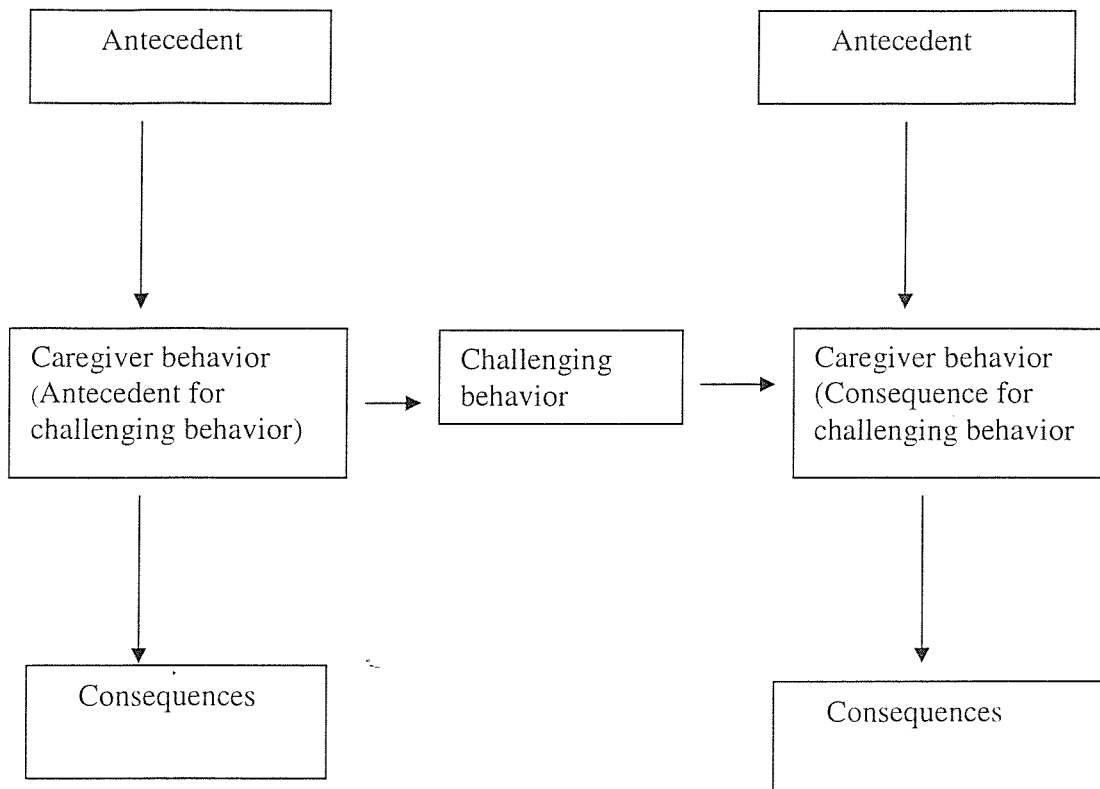 Antecedent
Antecedent
Caregiver behavior
(Antecedent for
challenging behavior)
Challenging
behavior
Caregiver behavior
(Consequence for
challenging behavior
Consequences
Consequences